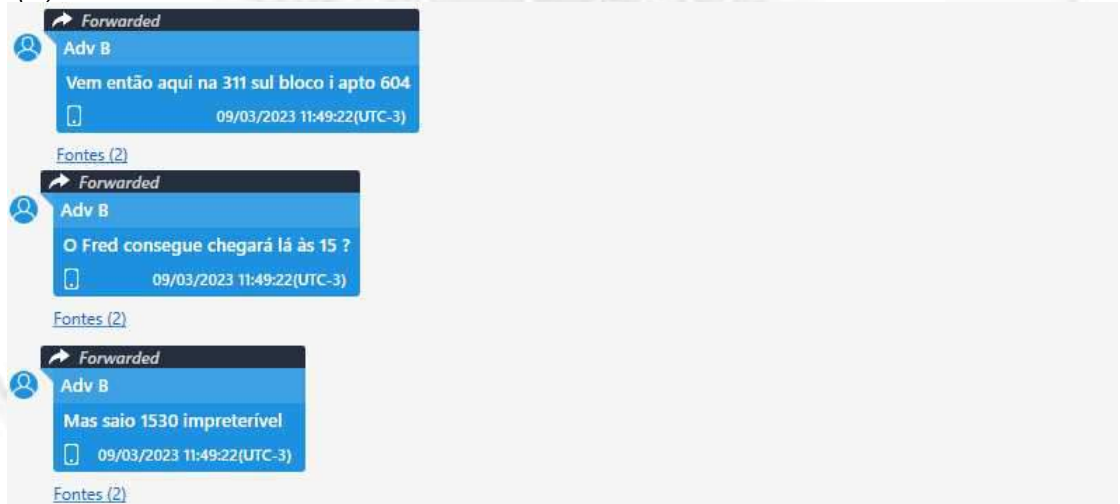 Forwarded
Adv B
Vem então aqui na 311 sul bloco i apto 604
09/03/2023 11:49:22(UTC-3)
Fontes (2)
Forwarded
Adv B
O Fred consegue chegará lá às 15 ?
09/03/2023 11:49:22(UTC-3)
Fontes (2)
Forwarded
Adv B
Mas saio 1530 impreterível
09/03/2023 11:49:22(UTC-3)
Fontes (2)